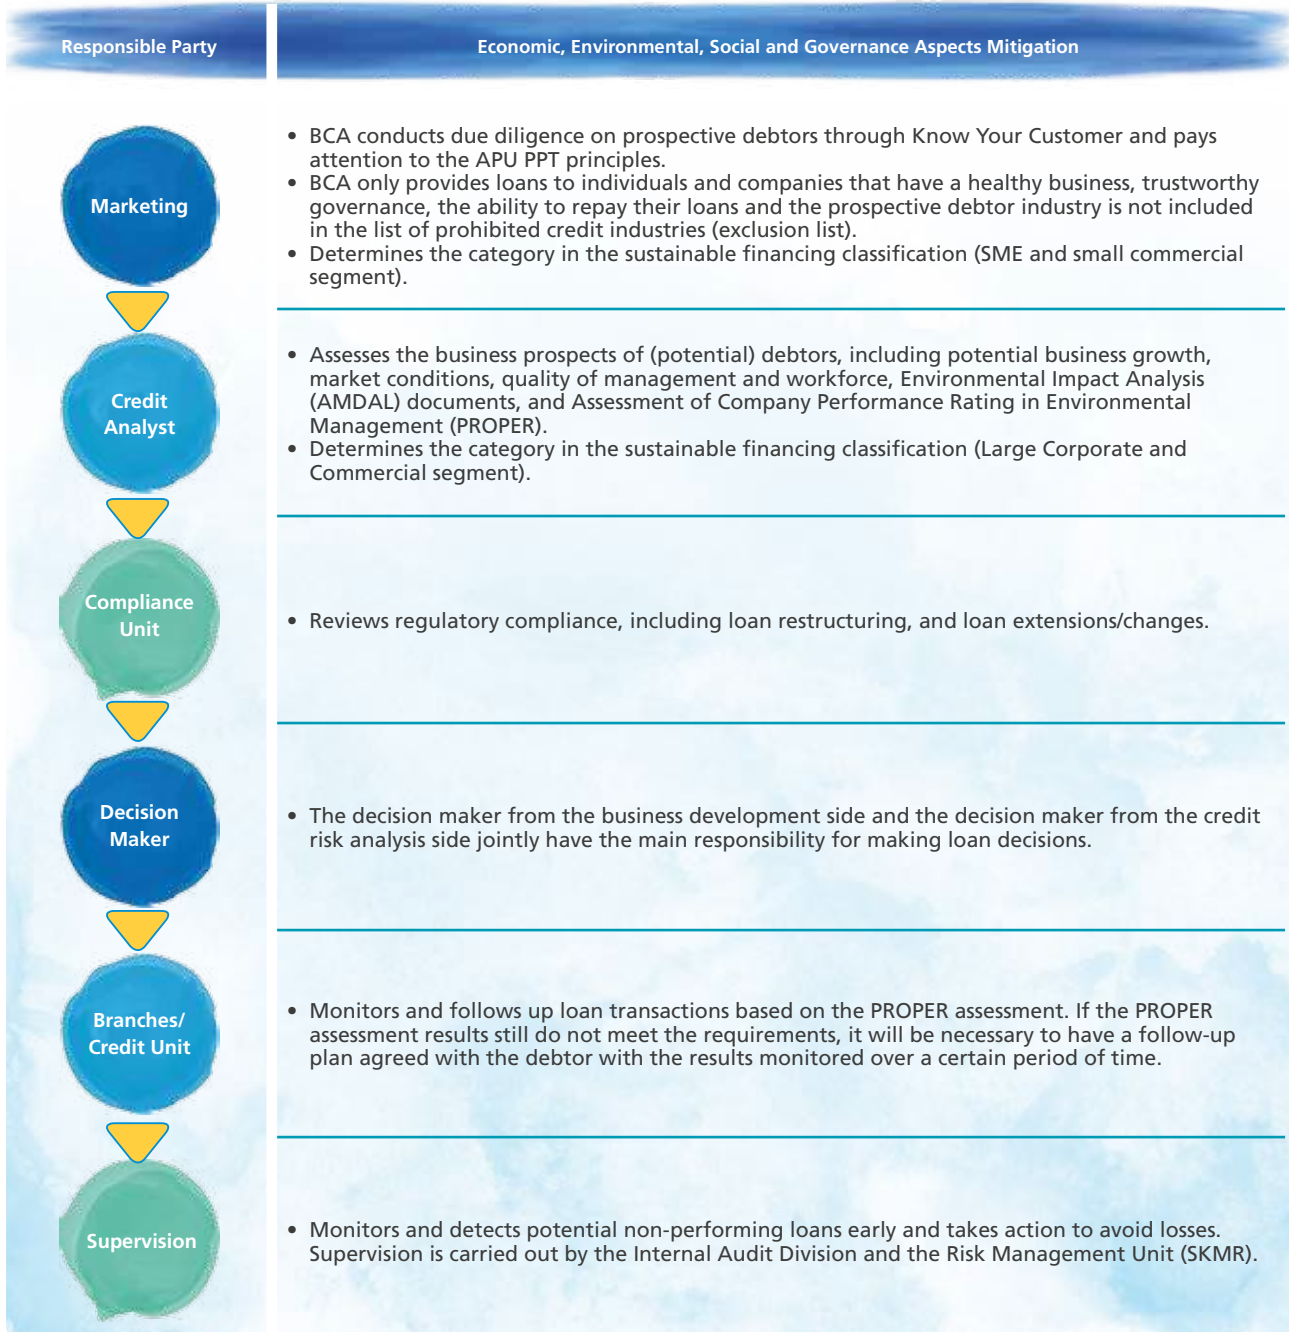 Responsible Party
Economic, Environmental, Social and Governance Aspects Mitigation
Marketing
• BCA conducts due diligence on prospective debtors through Know Your Customer and pays
attention to the APU PPT principles.
• BCA only provides loans to individuals and companies that have a healthy business, trustworthy
governance, the ability to repay their loans and the prospective debtor industry is not included
in the list of prohibited credit industries (exclusion list).
• Determines the category in the sustainable financing classification (SME and small commercial
segment).
Credit
Analyst
• Assesses the business prospects of (potential) debtors, including potential business growth,
market conditions, quality of management and workforce, Environmental Impact Analysis
(AMDAL) documents, and Assessment of Company Performance Rating in Environmental
Management (PROPER).
• Determines the category in the sustainable financing classification (Large Corporate and
Commercial segment).
Compliance
Unit
• Reviews regulatory compliance, including loan restructuring, and loan extensions/changes.
Decision
Maker
• The decision maker from the business development side and the decision maker from the credit
risk analysis side jointly have the main responsibility for making loan decisions.
Branches/
Credit Unit
• Monitors and follows up loan transactions based on the PROPER assessment. If the PROPER
assessment results still do not meet the requirements, it will be necessary to have a follow-up
plan agreed with the debtor with the results monitored over a certain period of time.
Supervision
• Monitors and detects potential non-performing loans early and takes action to avoid losses.
Supervision is carried out by the Internal Audit Division and the Risk Management Unit (SKMR).